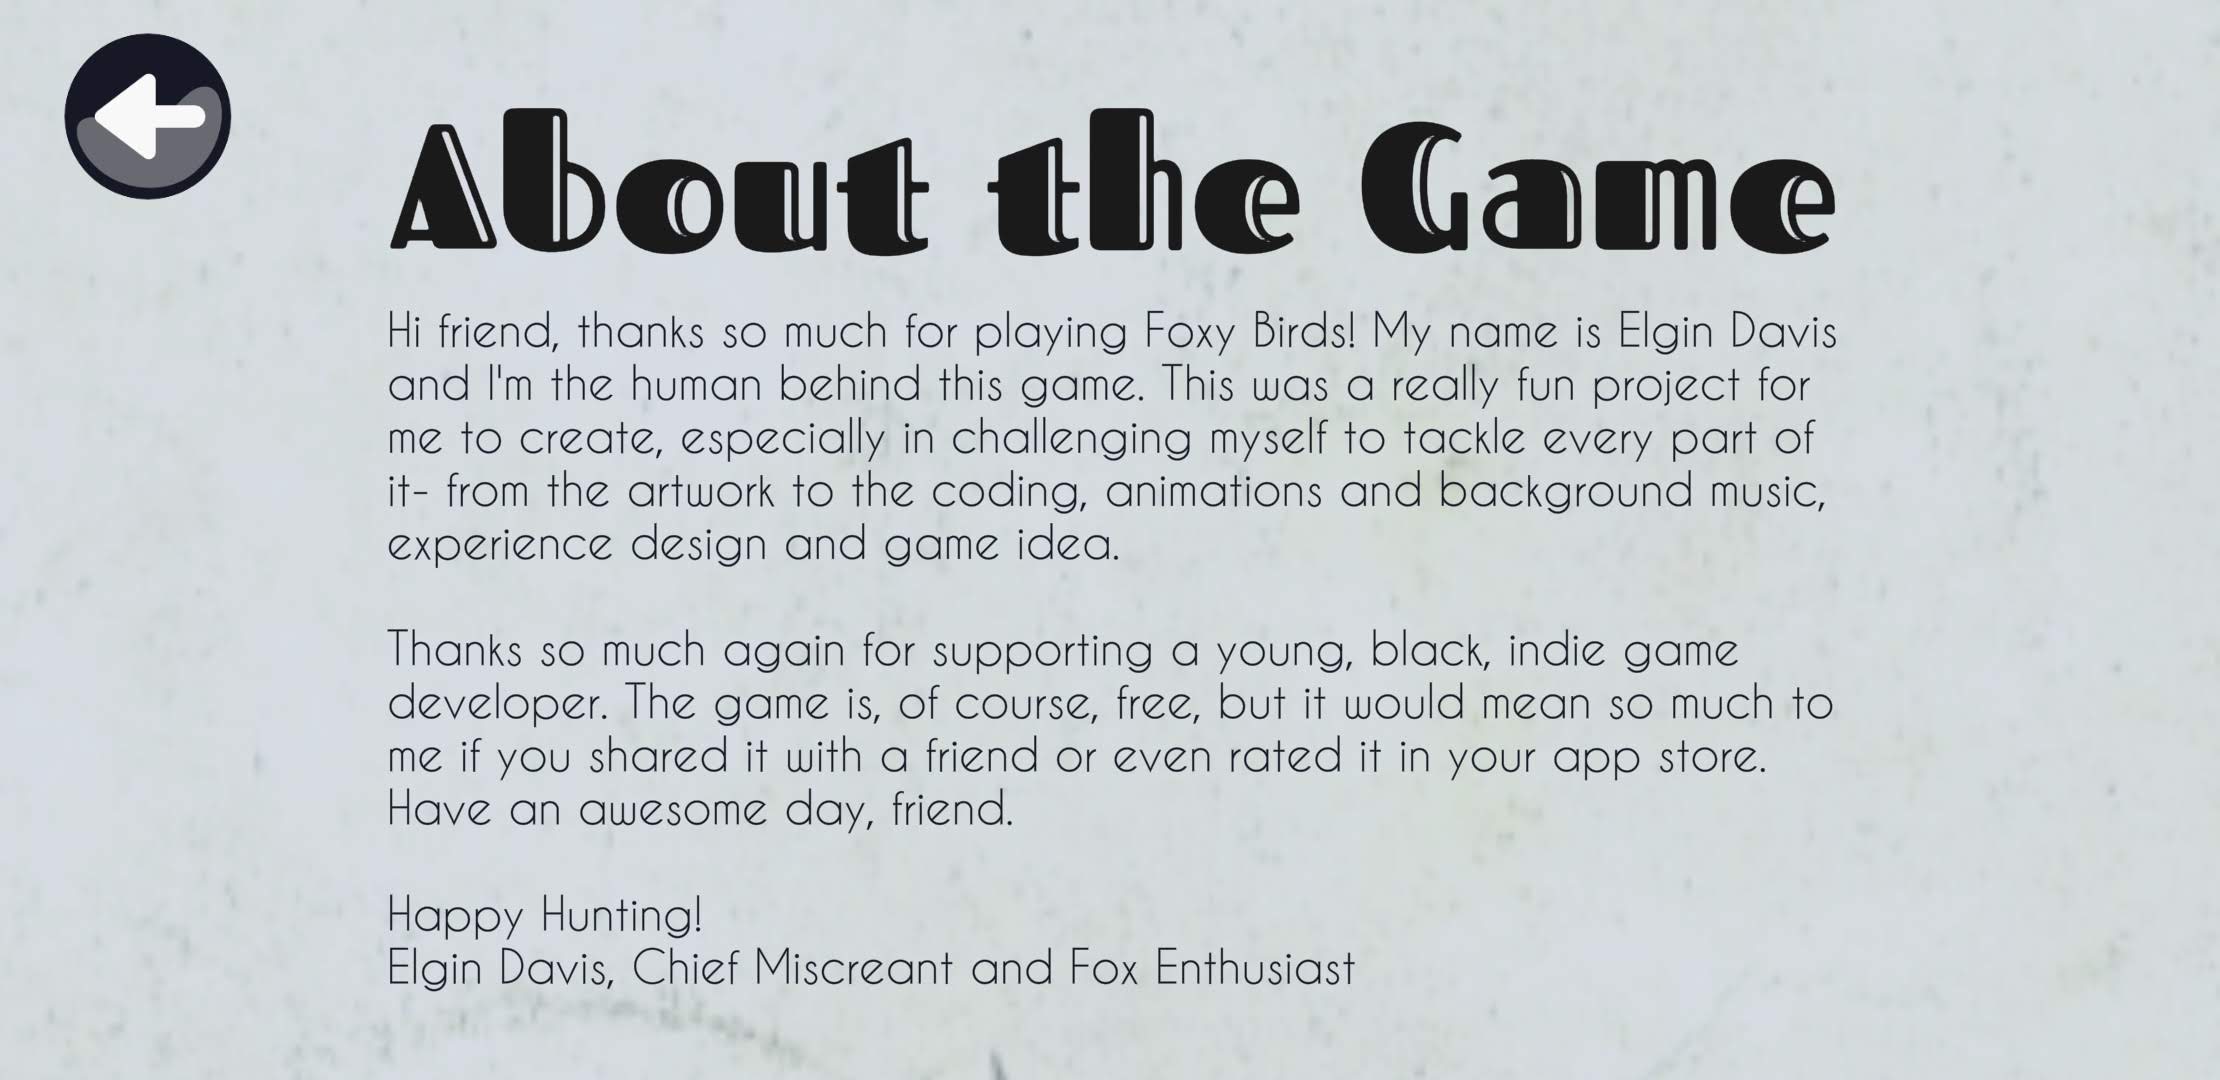 About the Game
Hi friend, thanks so much for playing Foxy Birds! My name is Elgin Davis
and I'm the human behind this game. This was a really fun project for
me to create, especially in challenging myself to tackle every part of
it- from the artwork to the coding, animations and background music,
experience design and game idea.
Thanks so much again for supporting a young, black, indie game
developer. The game is, of course, free, but it would mean so much to
me if you shared it with a friend or even rated it in your app store.
Have an awesome day, friend.
Happy Hunting!
Elgin Davis, Chief Miscreant and Fox Enthusiast